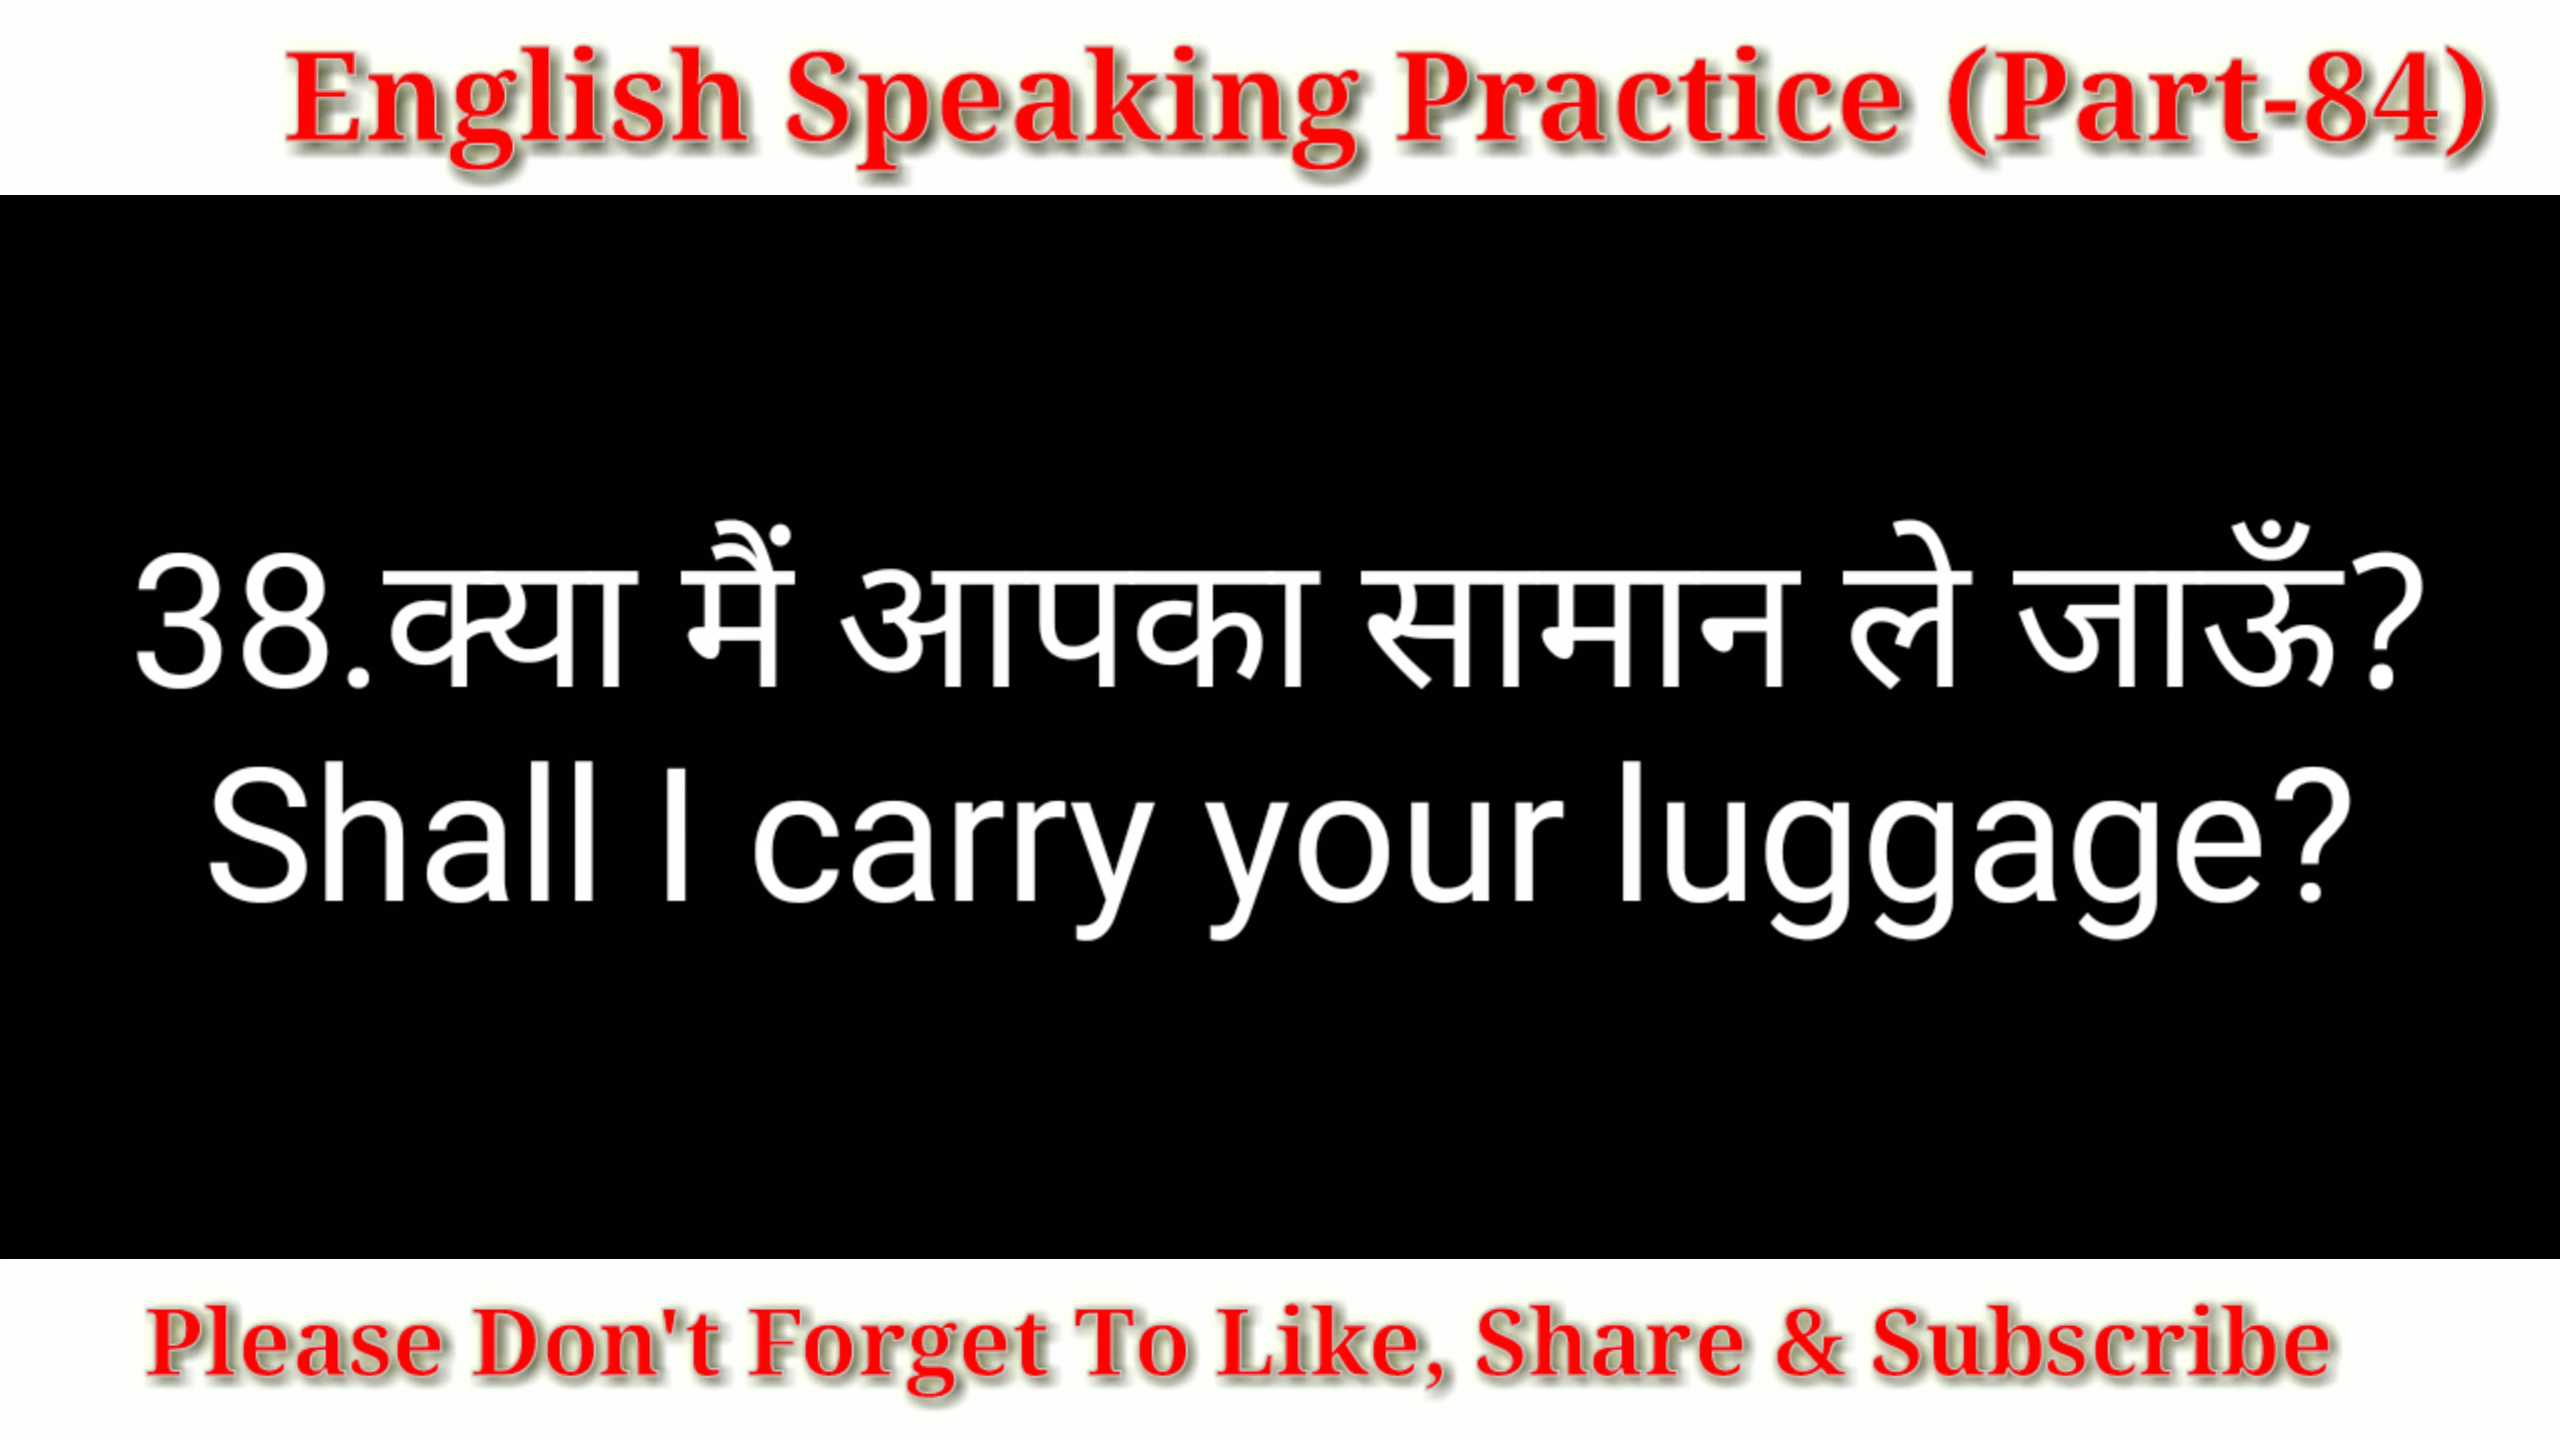 English Speaking Practice (Part-84)
38.क्या मैं आपका सामान ले जाऊँ?
Shall I carry your luggage?
Please Don't Forget To Like, Share & Subscribe